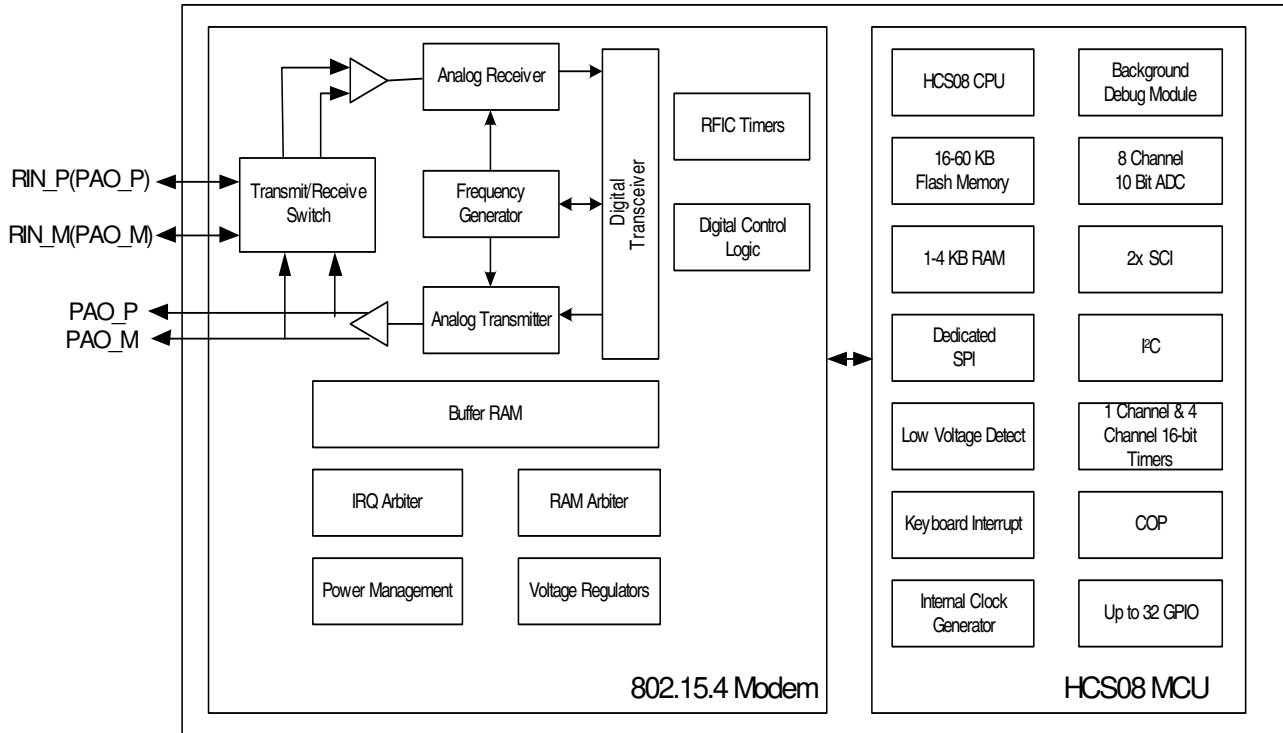 RIN_P(PAO_P)
RIN_M(PAO_M)
PAO_P
PAO_M
Transmit/Receive
Switch
Analog Receiver
Frequency
Generator
Analog Transmitter
Digital
Transceiver
RFIC Timers
Digital Control
Logic
Buffer RAM
IRQ Arbiter
RAM Arbiter
Power Management
Voltage Regulators
802.15.4 Modem
HCS08 CPU
Background
Debug Module
16-60 KB
Flash Memory
8 Channel
10 Bit ADC
1-4 KB RAM
2x SCI
Dedicated
SPI
I²C
Low Voltage Detect
1 Channel & 4
Channel 16-bit
Timers
Keyboard Interrupt
COP
Internal Clock
Generator
Up to 32 GPIO
HCS08 MCU